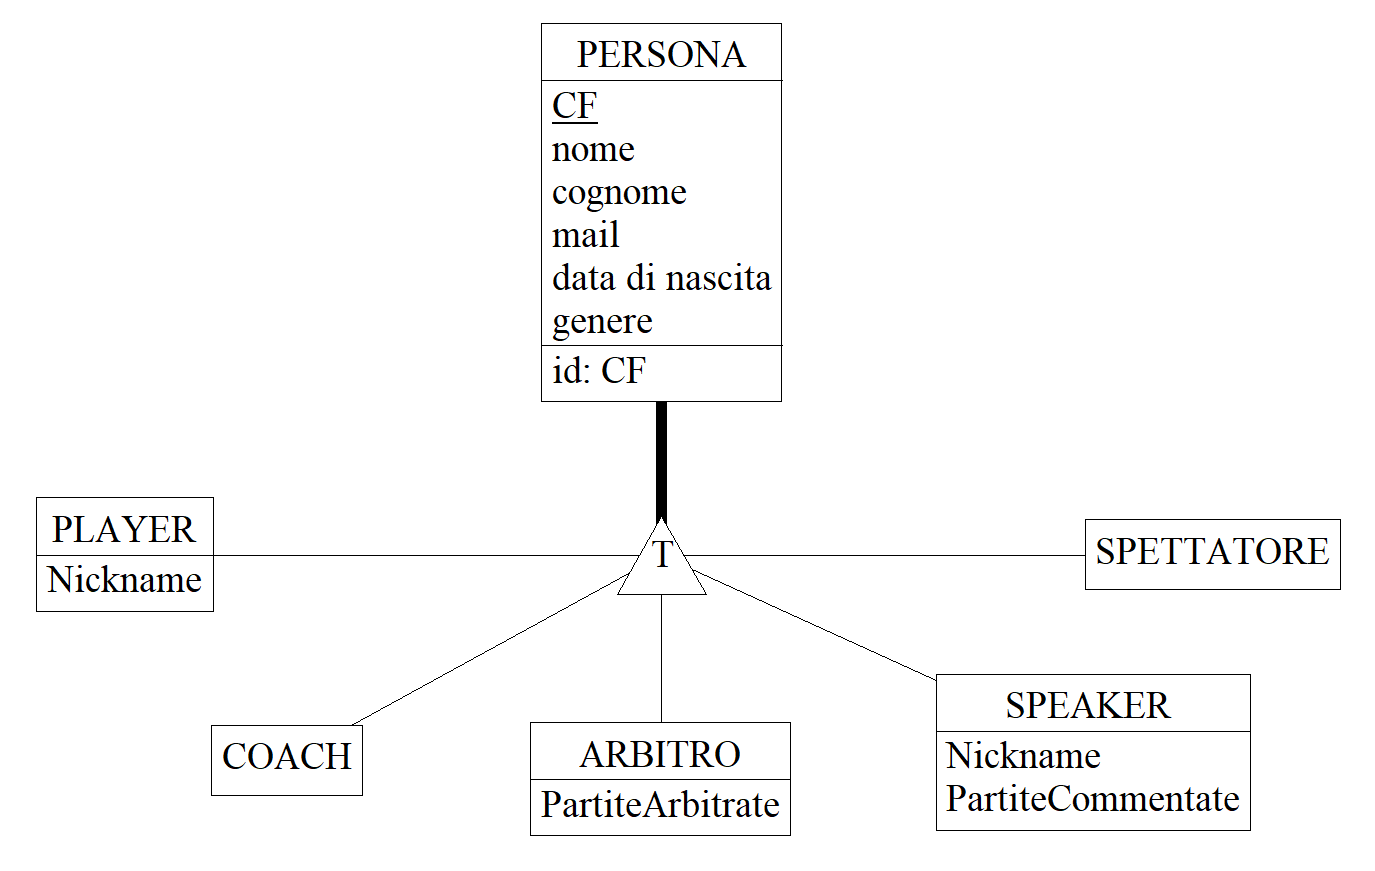 PERSONA
CF
nome
cognome
mail
data di nascita
genere
id: CF
T
PLAYER
Nickname
SPETTATORE
COACH
ARBITRO
PartiteArbitrate
SPEAKER
Nickname
PartiteCommentate